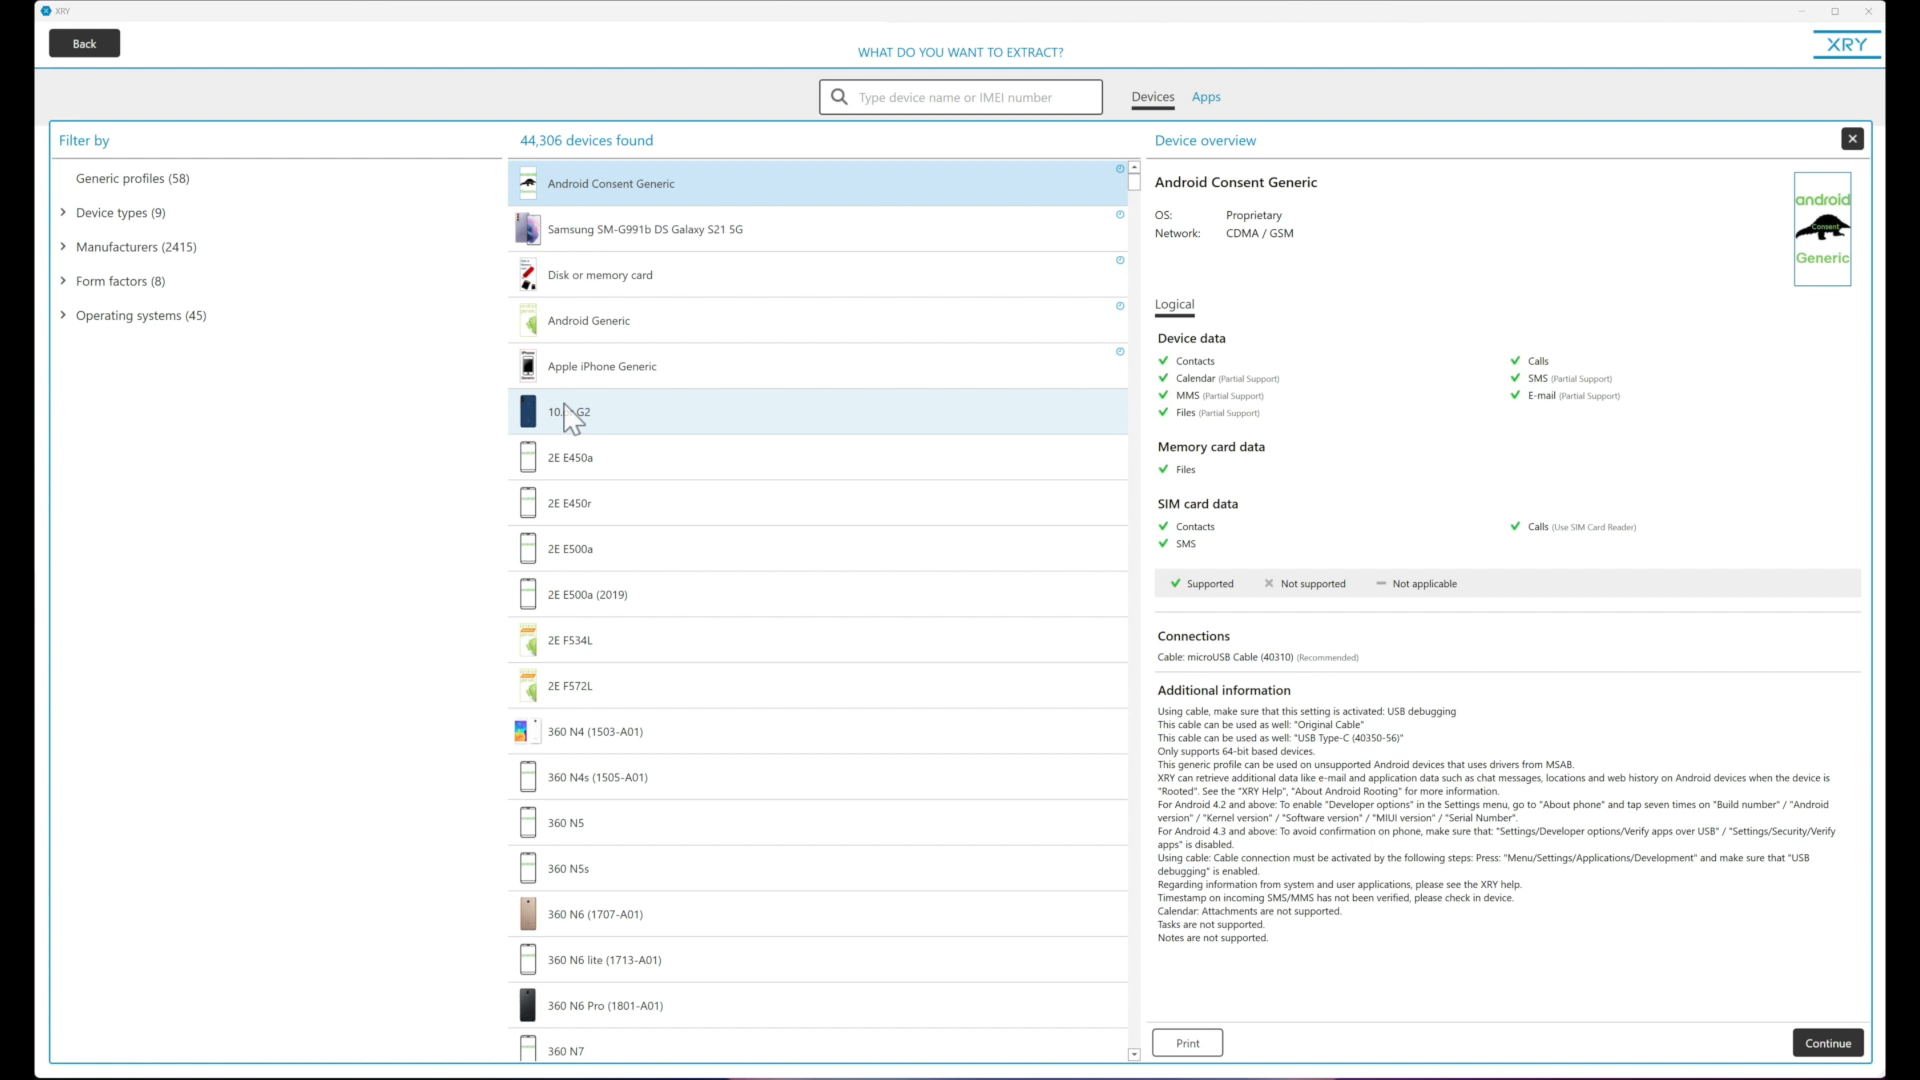 XRY
Back
WHAT DO YOU WANT TO EXTRACT?
XRY
Type device name or IMEI number
Devices
Apps
Filter by
Generic profiles (58)
Device types (9)
Manufacturers (2415)
Form factors (8)
Operating systems (45)
44,306 devices found
Android Consent Generic
Samsung SM-G991b DS Galaxy S21 5G
Disk or memory card
Android Generic
Apple iPhone Generic
2E E450a
2E E450r
2E E500a
2E E500a (2019)
2E F534L
2E F572L
360 N4 (1503-A01)
360 N4s (1505-A01)
360 N5
360 N5s
360 N6 (1707-A01)
360 N6 lite (1713-A01)
360 N6 Pro (1801-A01)
360 N7
Device overview
Android Consent Generic
OS: Proprietary
Network: CDMA / GSM
android
Consent
Generic
Logical
Device data
Contacts
Calls
Calendar (Partial Support)
SMS (Partial Support)
MMS (Partial Support)
E-mail (Partial Support)
Files (Partial Support)
Memory card data
Files
SIM card data
Contacts
Calls (Use SIM Card Reader)
SMS
Supported Not supported Not applicable
Connections
Cable: microUSB Cable (40310) (Recommended)
Additional information
Using cable, make sure that this setting is activated: USB debugging
This cable can be used as well: "Original Cable"
This cable can be used as well: "USB Type-C (40350-56)"
Only supports 64-bit based devices.
This generic profile can be used on unsupported Android devices that uses drivers from MSAB.
XRY can retrieve additional data like e-mail and application data such as chat messages, locations and web history on Android devices when the device is
"Rooted". See the "XRY Help", "About Android Rooting" for more information.
For Android 4.2 and above: To enable "Developer options" in the Settings menu, go to "About phone" and tap seven times on "Build number" / "Android
version" / "Kernel version" / "Software version" / "MIUI version" / "Serial Number".
For Android 4.3 and above: To avoid confirmation on phone, make sure that: "Settings/Developer options/Verify apps over USB" / "Settings/Security/Verify
apps" is disabled.
Using cable: Cable connection must be activated by the following steps: Press: "Menu/Settings/Applications/Development" and make sure that "USB
debugging" is enabled.
Regarding information from system and user applications, please see the XRY help.
Timestamp on incoming SMS/MMS has not been verified, please check in device.
Calendar: Attachments are not supported.
Tasks are not supported.
Notes are not supported.
Print
Continue